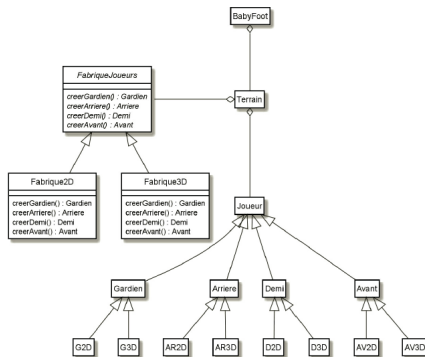 BabyFoot
FabriqueJoueurs
creerGardien() : Gardien
creerArriere() : Arriere
creerDemi() : Demi
creerAvant() : Avant
Terrain
Fabrique2D
creerGardien() : Gardien
creerArriere() : Arriere
creerDemi() : Demi
creerAvant() : Avant
Fabrique3D
creerGardien() : Gardien
creerArriere() : Arriere
creerDemi() : Demi
creerAvant() : Avant
Joueur
Gardien
Arriere
Demi
Avant
G2D
G3D
AR2D
AR3D
D2D
D3D
AV2D
AV3D